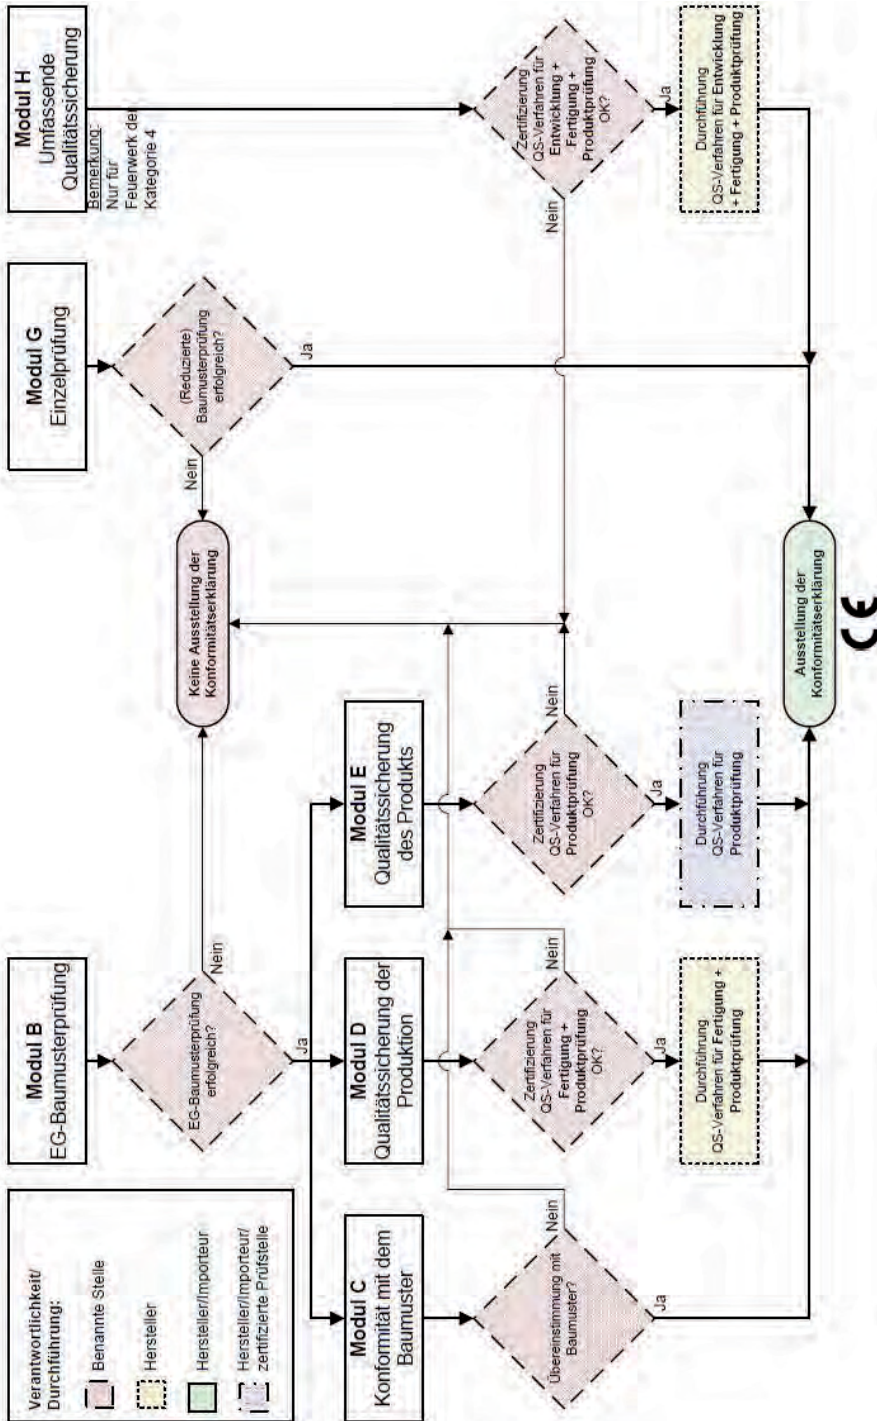 Verantwortlichkeit/
Durchführung:
Benannte Stelle
Hersteller
Hersteller/Importeur
Hersteller/Importeur/
zertifizierte Prüfstelle
Modul B
EG-Baumusterprüfung
Modul G
Einzelprüfung
Modul H
Umfassende
Qualitätssicherung
Bemerkung:
Nur für
Feuerwerk der
Kategorie 4
EG-Baumusterprüfung
erfolgreich?
Nein
Ja
Keine Ausstellung der
Konformitätserklärung
(Reduzierte)
Baumusterprüfung
erfolgreich?
Nein
Ja
Modul C
Konformität mit dem
Baumuster
Modul D
Qualitätssicherung der
Produktion
Modul E
Qualitätssicherung
des Produkts
Übereinstimmung mit
Baumuster?
Nein
Ja
Zertifizierung
QS-Verfahren für
Fertigung +
Produktprüfung
OK?
Nein
Ja
Zertifizierung
QS-Verfahren für
Produktprüfung
OK?
Nein
Ja
Zertifizierung
QS-Verfahren für
Entwicklung +
Fertigung +
Produktprüfung
OK?
Nein
Ja
Durchführung
QS-Verfahren für Fertigung +
Produktprüfung
Durchführung
QS-Verfahren für
Produktprüfung
Durchführung
QS-Verfahren für Entwicklung
+ Fertigung + Produktprüfung
Ausstellung der
Konformitätserklärung
CE